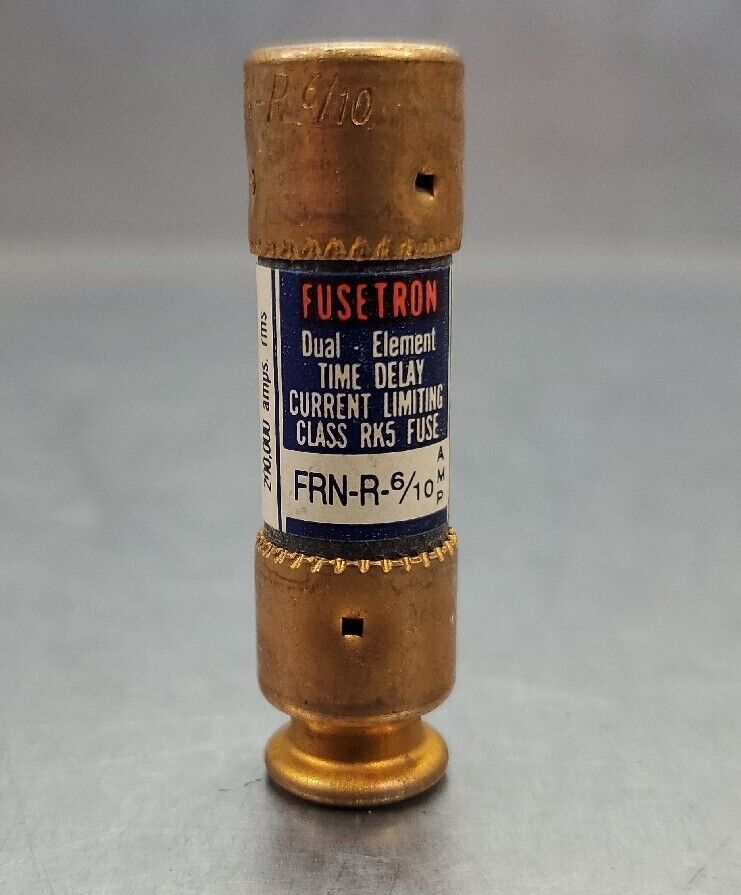 -R 6/10
FUSETRON
Dual · Element
TIME DELAY
CURRENT LIMITING
CLASS RK5 FUSE
FRN-R-6/10 AMP
200,000 amps. rms